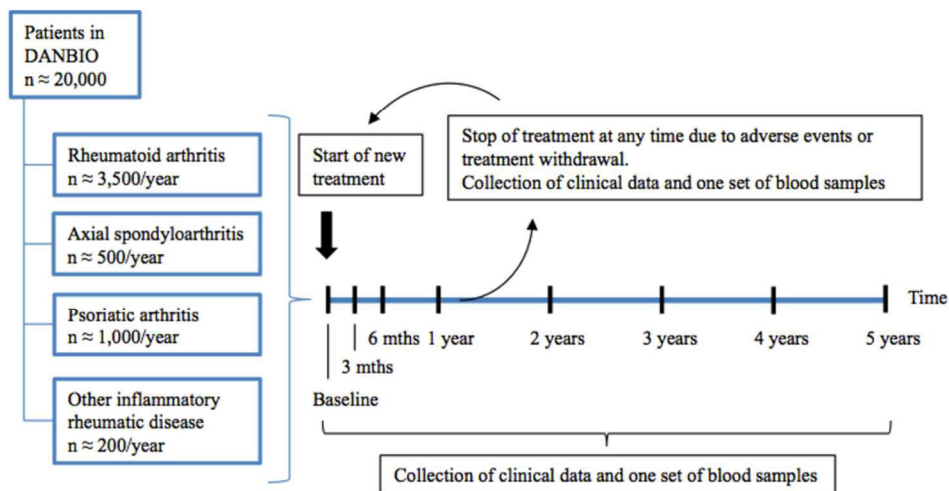 Patients in
DANBIO
n ≈ 20,000
Rheumatoid arthritis
n ≈ 3,500/year
Axial spondyloarthritis
n ≈ 500/year
Psoriatic arthritis
n ≈ 1,000/year
Other inflammatory
rheumatic disease
n ≈ 200/year
Start of new
treatment
Stop of treatment at any time due to adverse events or
treatment withdrawal.
Collection of clinical data and one set of blood samples
Time
6 mths 1 year 2 years 3 years 4 years 5 years
3 mths
Baseline
Collection of clinical data and one set of blood samples